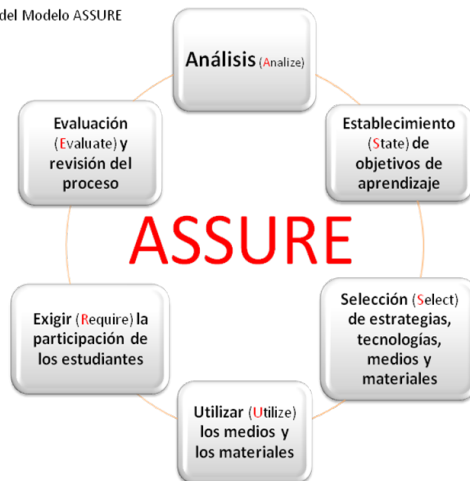 del Modelo ASSURE
Análisis (Analize)
Establecimiento
(State) de
objetivos de
aprendizaje
Selección (Select)
de estrategias,
tecnologías,
medios y
materiales
Utilizar (Utilize)
los medios y
los materiales
Exigir (Require) la
participación de
los estudiantes
Evaluación
(Evaluate) y
revisión del
proceso
ASSURE